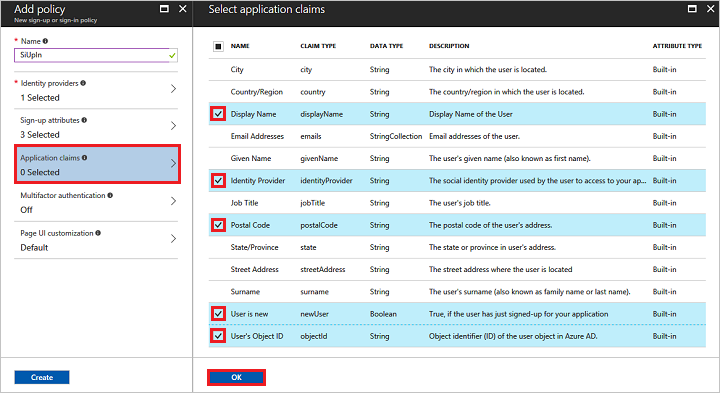 Add policy
New sign-up or sign-in policy
* Name
SiUpIn
* Identity providers
1 Selected
Sign-up attributes
3 Selected
Application claims
0 Selected
Multifactor authentication
Off
Page UI customization
Default
Create
Select application claims
NAME CLAIM TYPE DATA TYPE DESCRIPTION ATTRIBUTE TYPE
City city String The city in which the user is located. Built-in
Country/Region country String The country/region in which the user is located. Built-in
Display Name displayName String Display Name of the User Built-in
Email Addresses emails StringCollection Email addresses of the user. Built-in
Given Name givenName String The user's given name (also known as first name). Built-in
Identity Provider identityProvider String The social identity provider used by the user to access to your ap... Built-in
Job Title jobTitle String The user's job title. Built-in
Postal Code postalCode String The postal code of the user's address. Built-in
State/Province state String The state or province in user's address. Built-in
Street Address streetAddress String The street address where the user is located Built-in
Surname surname String The user's surname (also known as family name or last name). Built-in
User is new newUser Boolean True, if the user has just signed-up for your application Built-in
User's Object ID objectId String Object identifier (ID) of the user object in Azure AD. Built-in
OK